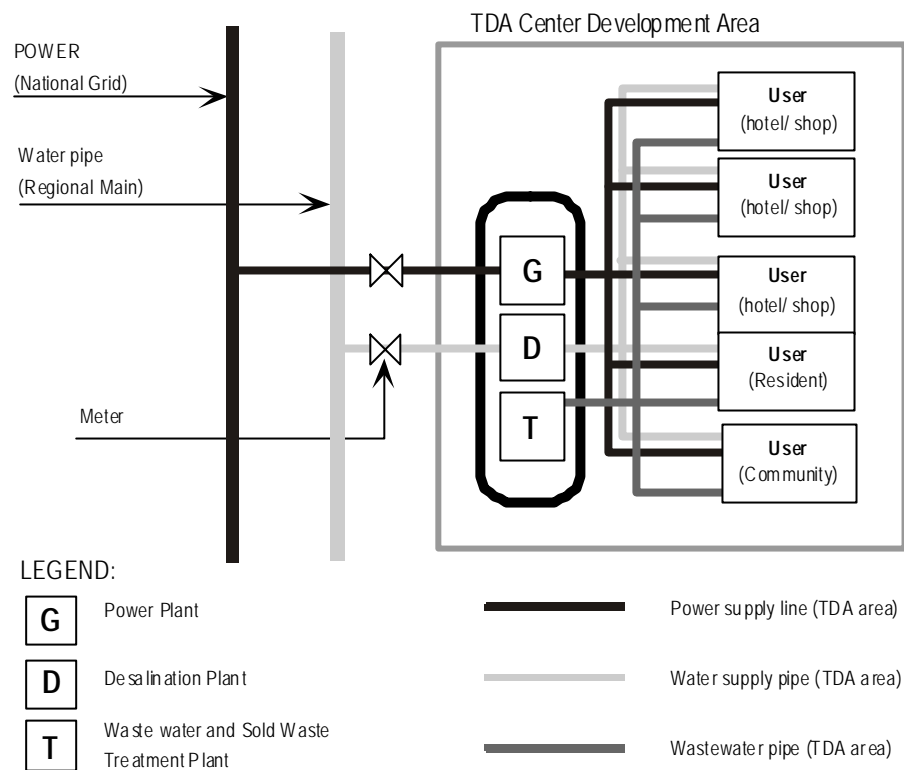 TDA Center Development Area
POWER
(National Grid)
Water pipe
(Regional Main)
Meter
G
D
T
User
(hotel/ shop)
User
(hotel/ shop)
User
(hotel/ shop)
User
(Resident)
User
(Community)
LEGEND:
G
Power Plant
D
Desalination Plant
T
Waste water and Sold Waste
Treatment Plant
Power supply line (TDA area)
Water supply pipe (TDA area)
Wastewater pipe (TDA area)